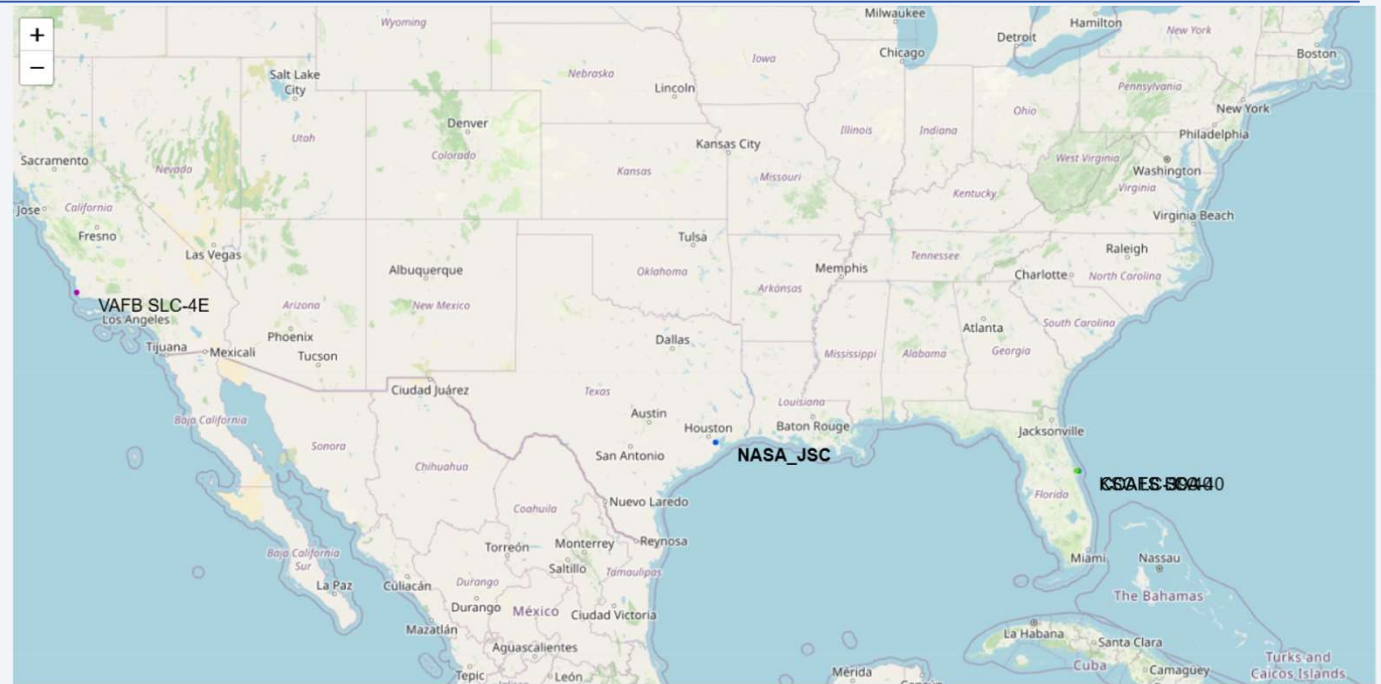 +
−
Wyoming
Milwaukee
Hamilton
New York
Detroit
Chicago
Boston
Iowa
Salt Lake
City
Nebraska
Lincoln
Pennsylvania
New York
Ohio
Denver
Utah
Illinois
Indiana
Philadelphia
Kansas City
Sacramento
Colorado
West Virginia
Nevada
Kansas
Missouri
Washington
Virginia
Kentucky
Jose
California
Virginia Beach
Fresno
Tulsa
Las Vegas
Raleigh
Tennessee
Albuquerque
Oklahoma
Memphis
Charlotte
North Carolina
Arkansas
VAFB SLC-4E
Arizona
New Mexico
Los Angeles
South Carolina
Phoenix
Atlanta
Dallas
Tijuana
Mexicali
Tucson
Mississippi
Alabama
Georgia
Ciudad Juárez
Texas
Louisiana
Austin
Baja California
Houston
Baton Rouge
Jacksonville
Sonora
San Antonio
NASA_JSC
Chihuahua
Florida
Nuevo Laredo
Coahuila
Reynosa
Torreón
Monterrey
Baja California
Sur
Miami
Nassau
Saltillo
Tamaulipas
La Paz
Culiacán
Durango
The Bahamas
Durango
México
Ciudad Victoria
Mazatlán
La Habana
Santa Clara
Aguascalientes
Turks and
Caicos Islands
Cuba
Camagüey
Tepic
León
Mérida